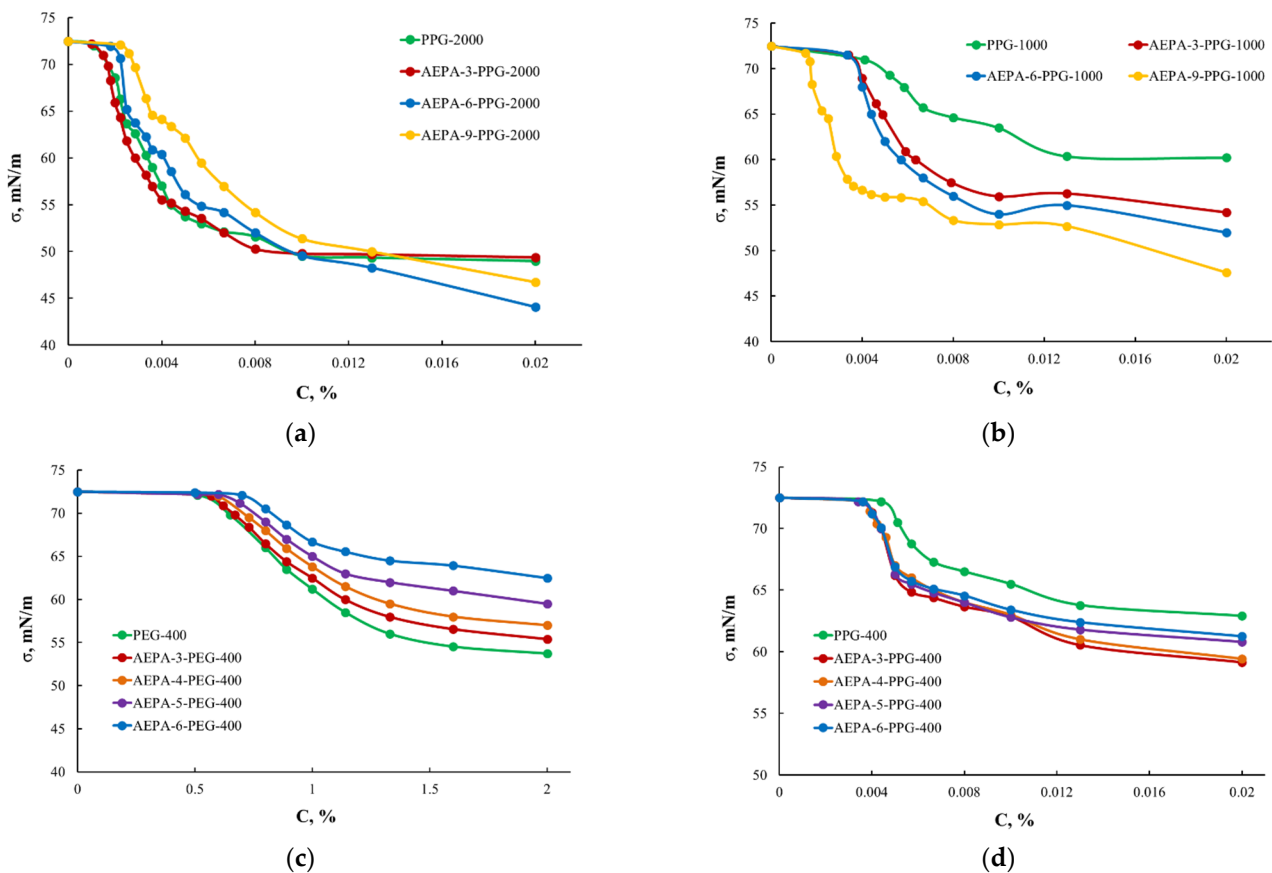 75
70
65
60
55
50
45
40
σ, mN/m
0
0.004
0.008
0.012
0.016
0.02
C, %
PPG-2000
AEPA-3-PPG-2000
AEPA-6-PPG-2000
AEPA-9-PPG-2000
(a)
75
70
65
60
55
50
45
40
σ, mN/m
0
0.004
0.008
0.012
0.016
0.02
C, %
PPG-1000
AEPA-3-PPG-1000
AEPA-6-PPG-1000
AEPA-9-PPG-1000
(b)
75
70
65
60
55
50
45
40
σ, mN/m
0
0.5
1
1.5
2
C, %
PEG-400
AEPA-3-PEG-400
AEPA-4-PEG-400
AEPA-5-PEG-400
AEPA-6-PEG-400
(c)
75
70
65
60
55
50
σ, mN/m
0
0.004
0.008
0.012
0.016
0.02
C, %
PPG-400
AEPA-3-PPG-400
AEPA-4-PPG-400
AEPA-5-PPG-400
AEPA-6-PPG-400
(d)